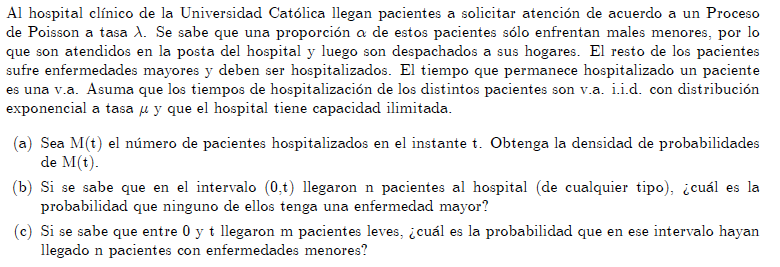 Al hospital clínico de la Universidad Católica llegan pacientes a solicitar atención de acuerdo a un Proceso
de Poisson a tasa λ. Se sabe que una proporción α de estos pacientes sólo enfrentan males menores, por lo
que son atendidos en la posta del hospital y luego son despachados a sus hogares. El resto de los pacientes
sufre enfermedades mayores y deben ser hospitalizados. El tiempo que permanece hospitalizado un paciente
es una v.a. Asuma que los tiempos de hospitalización de los distintos pacientes son v.a. i.i.d. con distribución
exponencial a tasa μ y que el hospital tiene capacidad ilimitada.
(a) Sea M(t) el número de pacientes hospitalizados en el instante t. Obtenga la densidad de probabilidades
de M(t).
(b) Si se sabe que en el intervalo (0,t) llegaron n pacientes al hospital (de cualquier tipo), ¿cuál es la
probabilidad que ninguno de ellos tenga una enfermedad mayor?
(c) Si se sabe que entre 0 y t llegaron m pacientes leves, ¿cuál es la probabilidad que en ese intervalo hayan
llegado n pacientes con enfermedades menores?